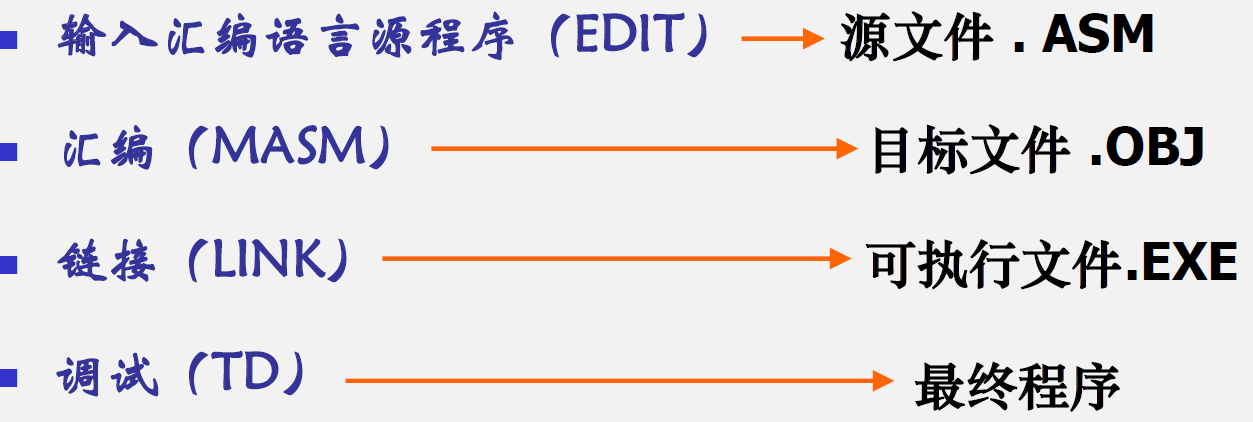 输入汇编语言源程序（EDIT） 源文件 . ASM
汇编（MASM） 目标文件 .OBJ
链接（LINK） 可执行文件.EXE
调试（TD） 最终程序